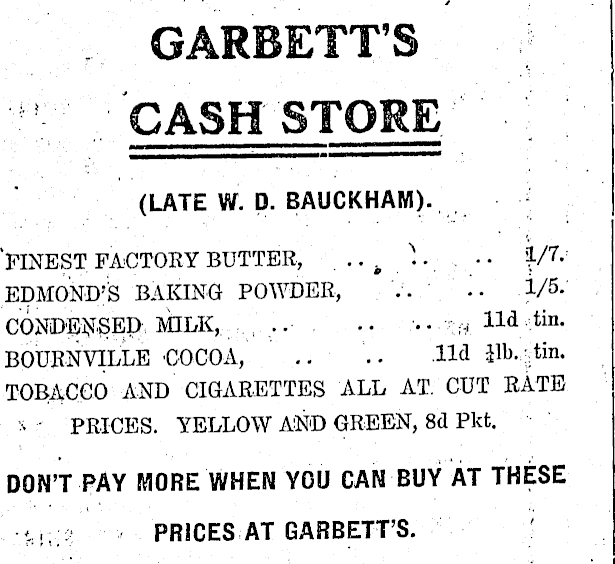 GARBETT'S
CASH STORE
(LATE W. D. BAUCKHAM).
FINEST FACTORY BUTTER, .. .. .. 1/7.
EDMOND'S BAKING POWDER, .. .. 1/5.
CONDENSED MILK, .. .. .. 11d tin.
BOURNVILLE COCOA, .. .. 11d ½lb. tin.
TOBACCO AND CIGARETTES ALL AT CUT RATE
PRICES. YELLOW AND GREEN, 8d Pkt.
DON'T PAY MORE WHEN YOU CAN BUY AT THESE
PRICES AT GARBETT'S.